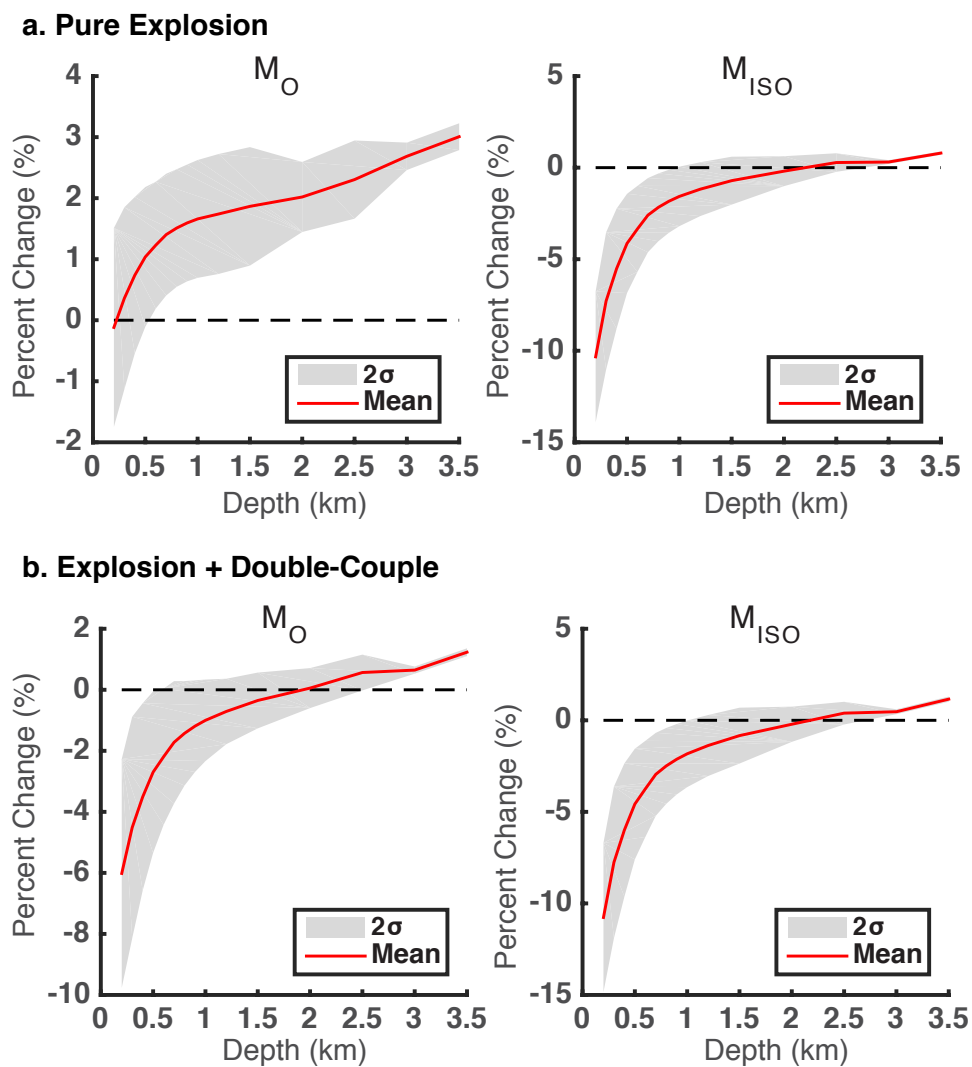 a. Pure Explosion
M_O
Percent Change (%)
4
3
2
1
0
-1
-2
0 0.5 1 1.5 2 2.5 3 3.5
Depth (km)
2σ
Mean
M_ISO
Percent Change (%)
5
0
-5
-10
-15
0 0.5 1 1.5 2 2.5 3 3.5
Depth (km)
2σ
Mean
b. Explosion + Double-Couple
M_O
Percent Change (%)
2
0
-2
-4
-6
-8
-10
0 0.5 1 1.5 2 2.5 3 3.5
Depth (km)
2σ
Mean
M_ISO
Percent Change (%)
5
0
-5
-10
-15
0 0.5 1 1.5 2 2.5 3 3.5
Depth (km)
2σ
Mean